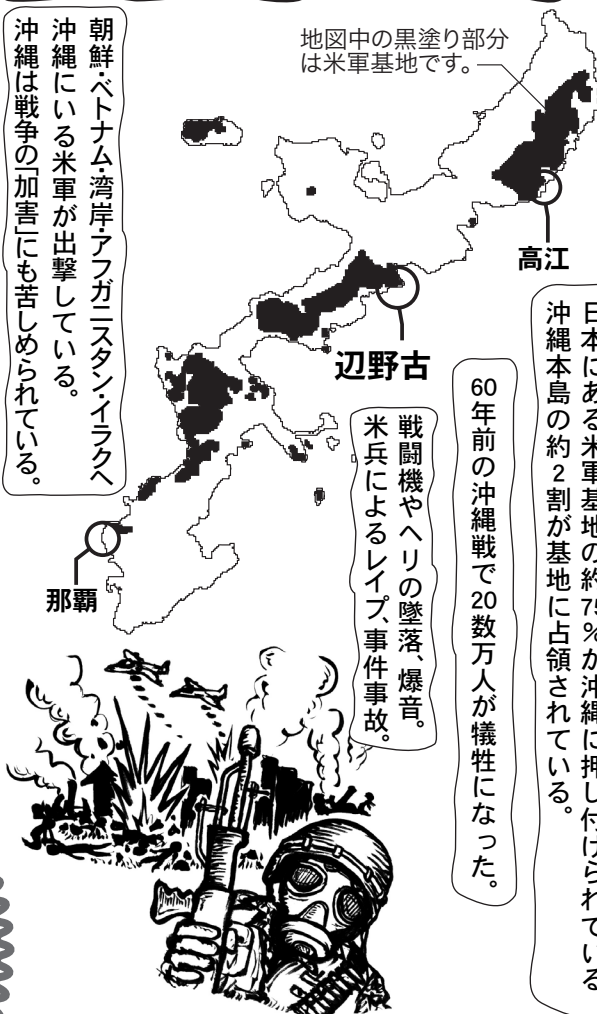 地図中の黒塗り部分
は米軍基地です。
高江
辺野古
那覇
日本にある米軍基地の約75%が沖縄に押し付けられている
沖縄本島の約2割が基地に占領されている。
60年前の沖縄戦で20数万人が犠牲になった。
戦闘機やヘリの墜落、爆音。
米兵によるレイプ、事件事故。
朝鮮・ベトナム・湾岸・アフガニスタン・イラクへ
沖縄にいる米軍が出撃している。
沖縄は戦争の「加害」にも苦しめられている。